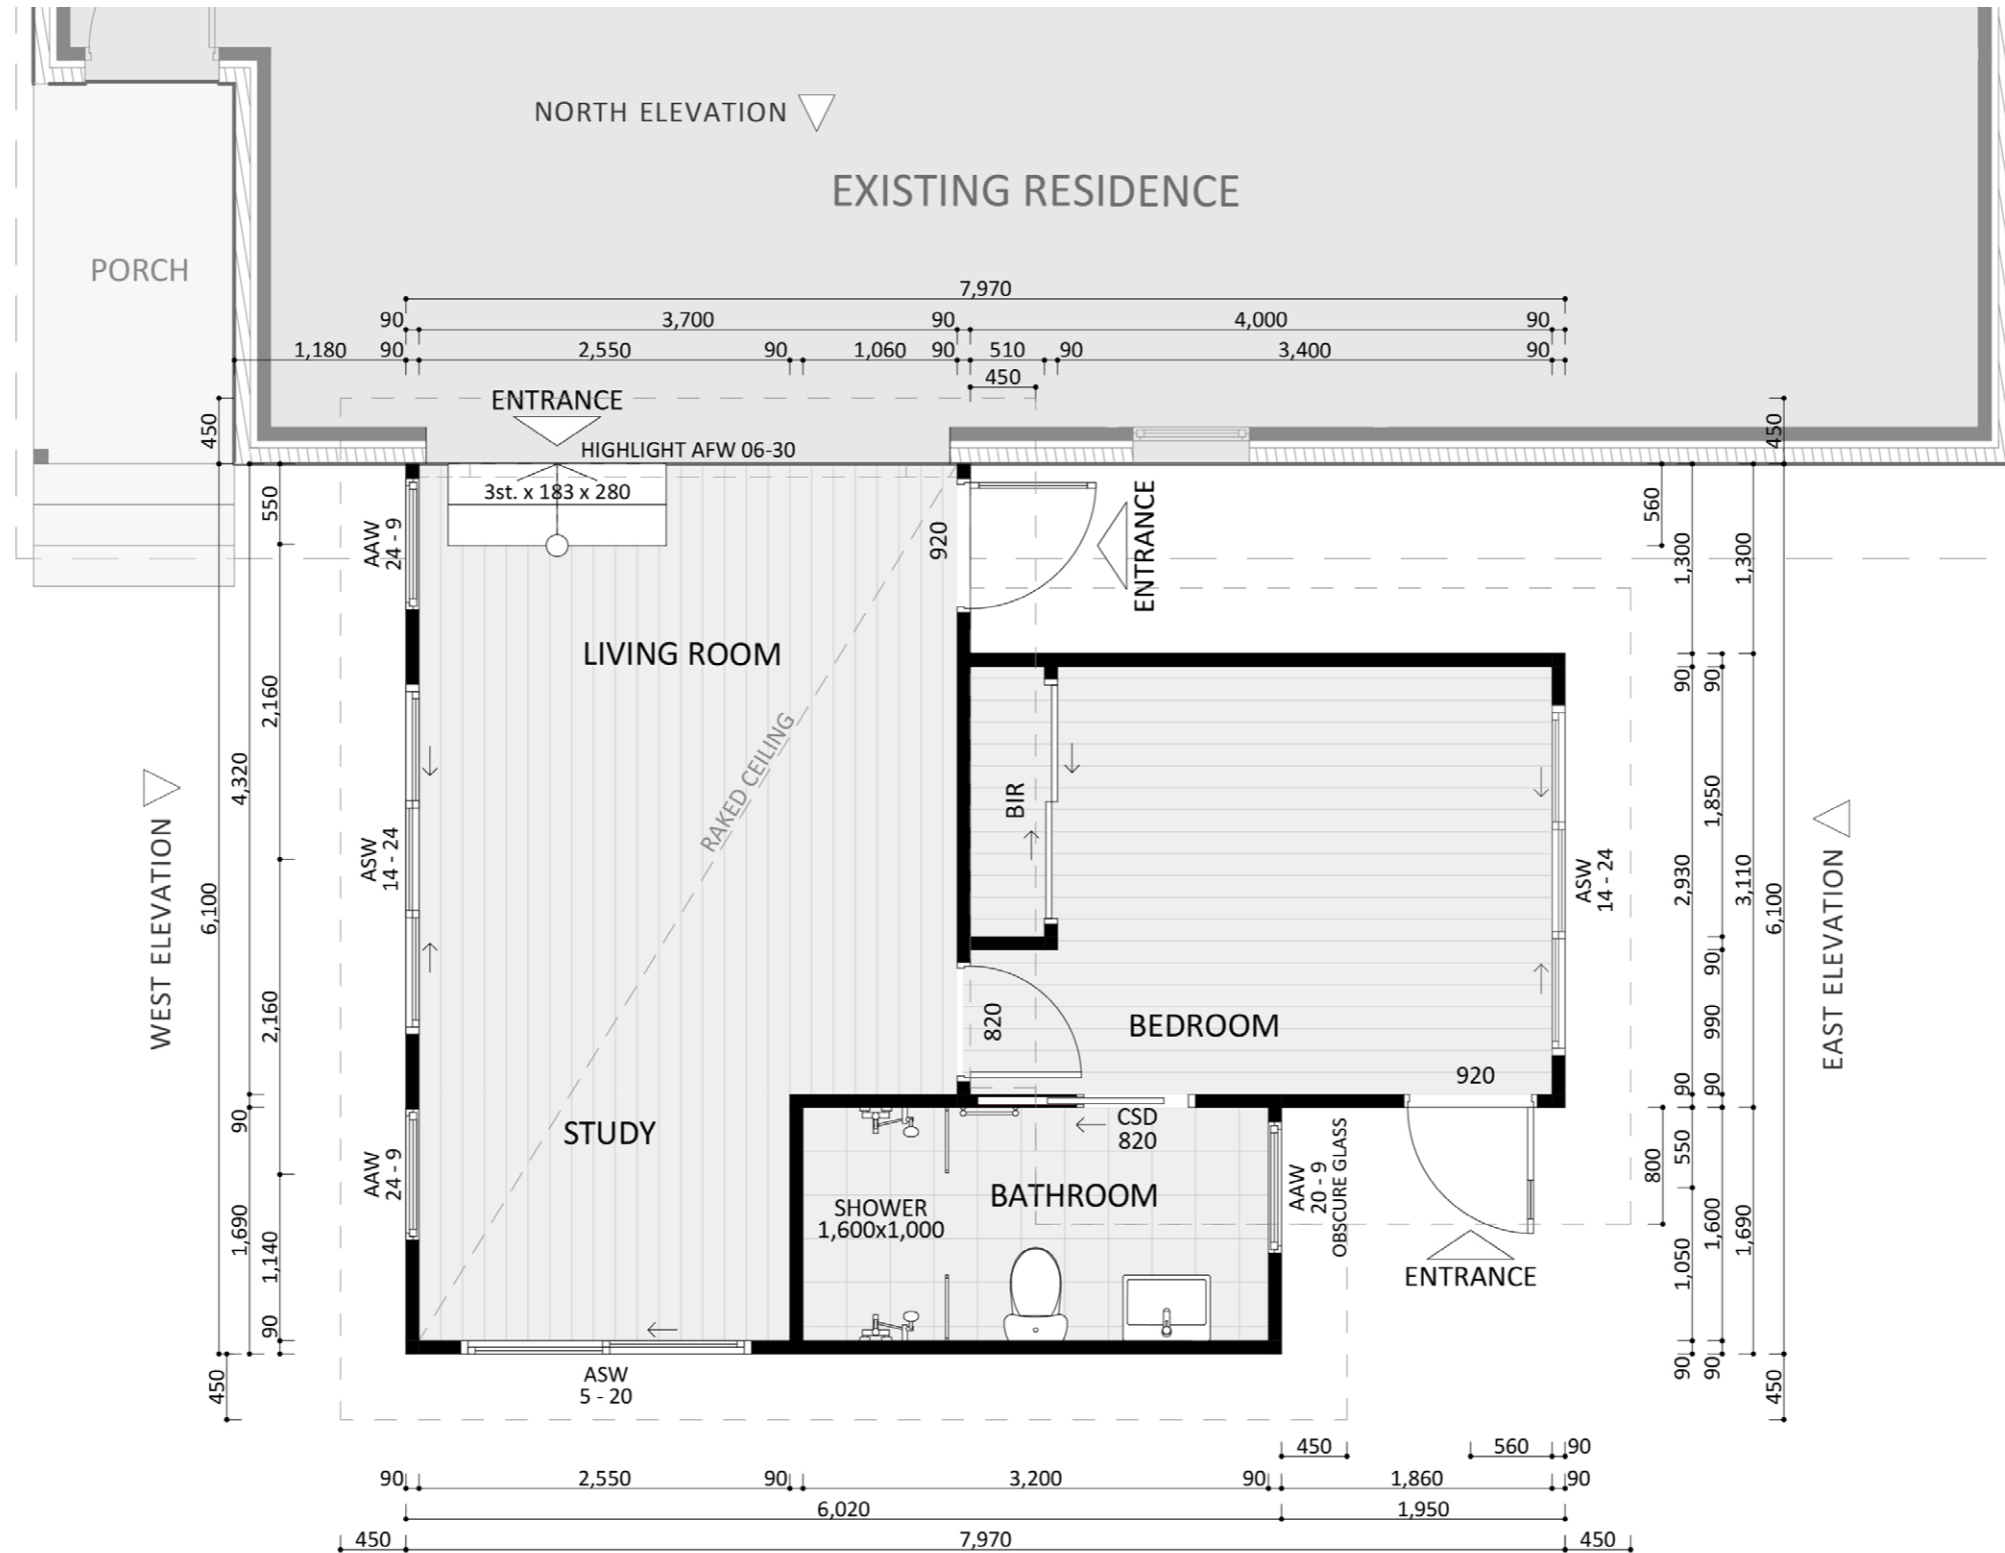 NORTH ELEVATION
EXISTING RESIDENCE
PORCH
7,970
90 3,700 90 4,000 90
1,180 90 2,550 90 1,060 90 510 90 3,400 90
450
ENTRANCE
HIGHLIGHT AFW 06-30
3st. x 183 x 280
450
550
AAW
24 - 9
920
ENTRANCE
560
450
1,300
1,300
LIVING ROOM
2,160
4,320
90
90
RAKED CEILING
BIR
WEST ELEVATION
6,100
ASW
14 - 24
ASW
14 - 24
1,850
2,930
3,110
6,100
EAST ELEVATION
2,160
820
BEDROOM
920
90
990
90
90
90
STUDY
AAW
24 - 9
CSD
820
BATHROOM
SHOWER
1,600x1,000
AAW
20 - 9
OBSCURE GLASS
800
550
1,600
1,690
1,050
1,690
1,140
90
ENTRANCE
450
ASW
5 - 20
90
90
450
450 560 90
90 2,550 90 3,200 90 1,860 90
6,020 1,950
450 7,970 450